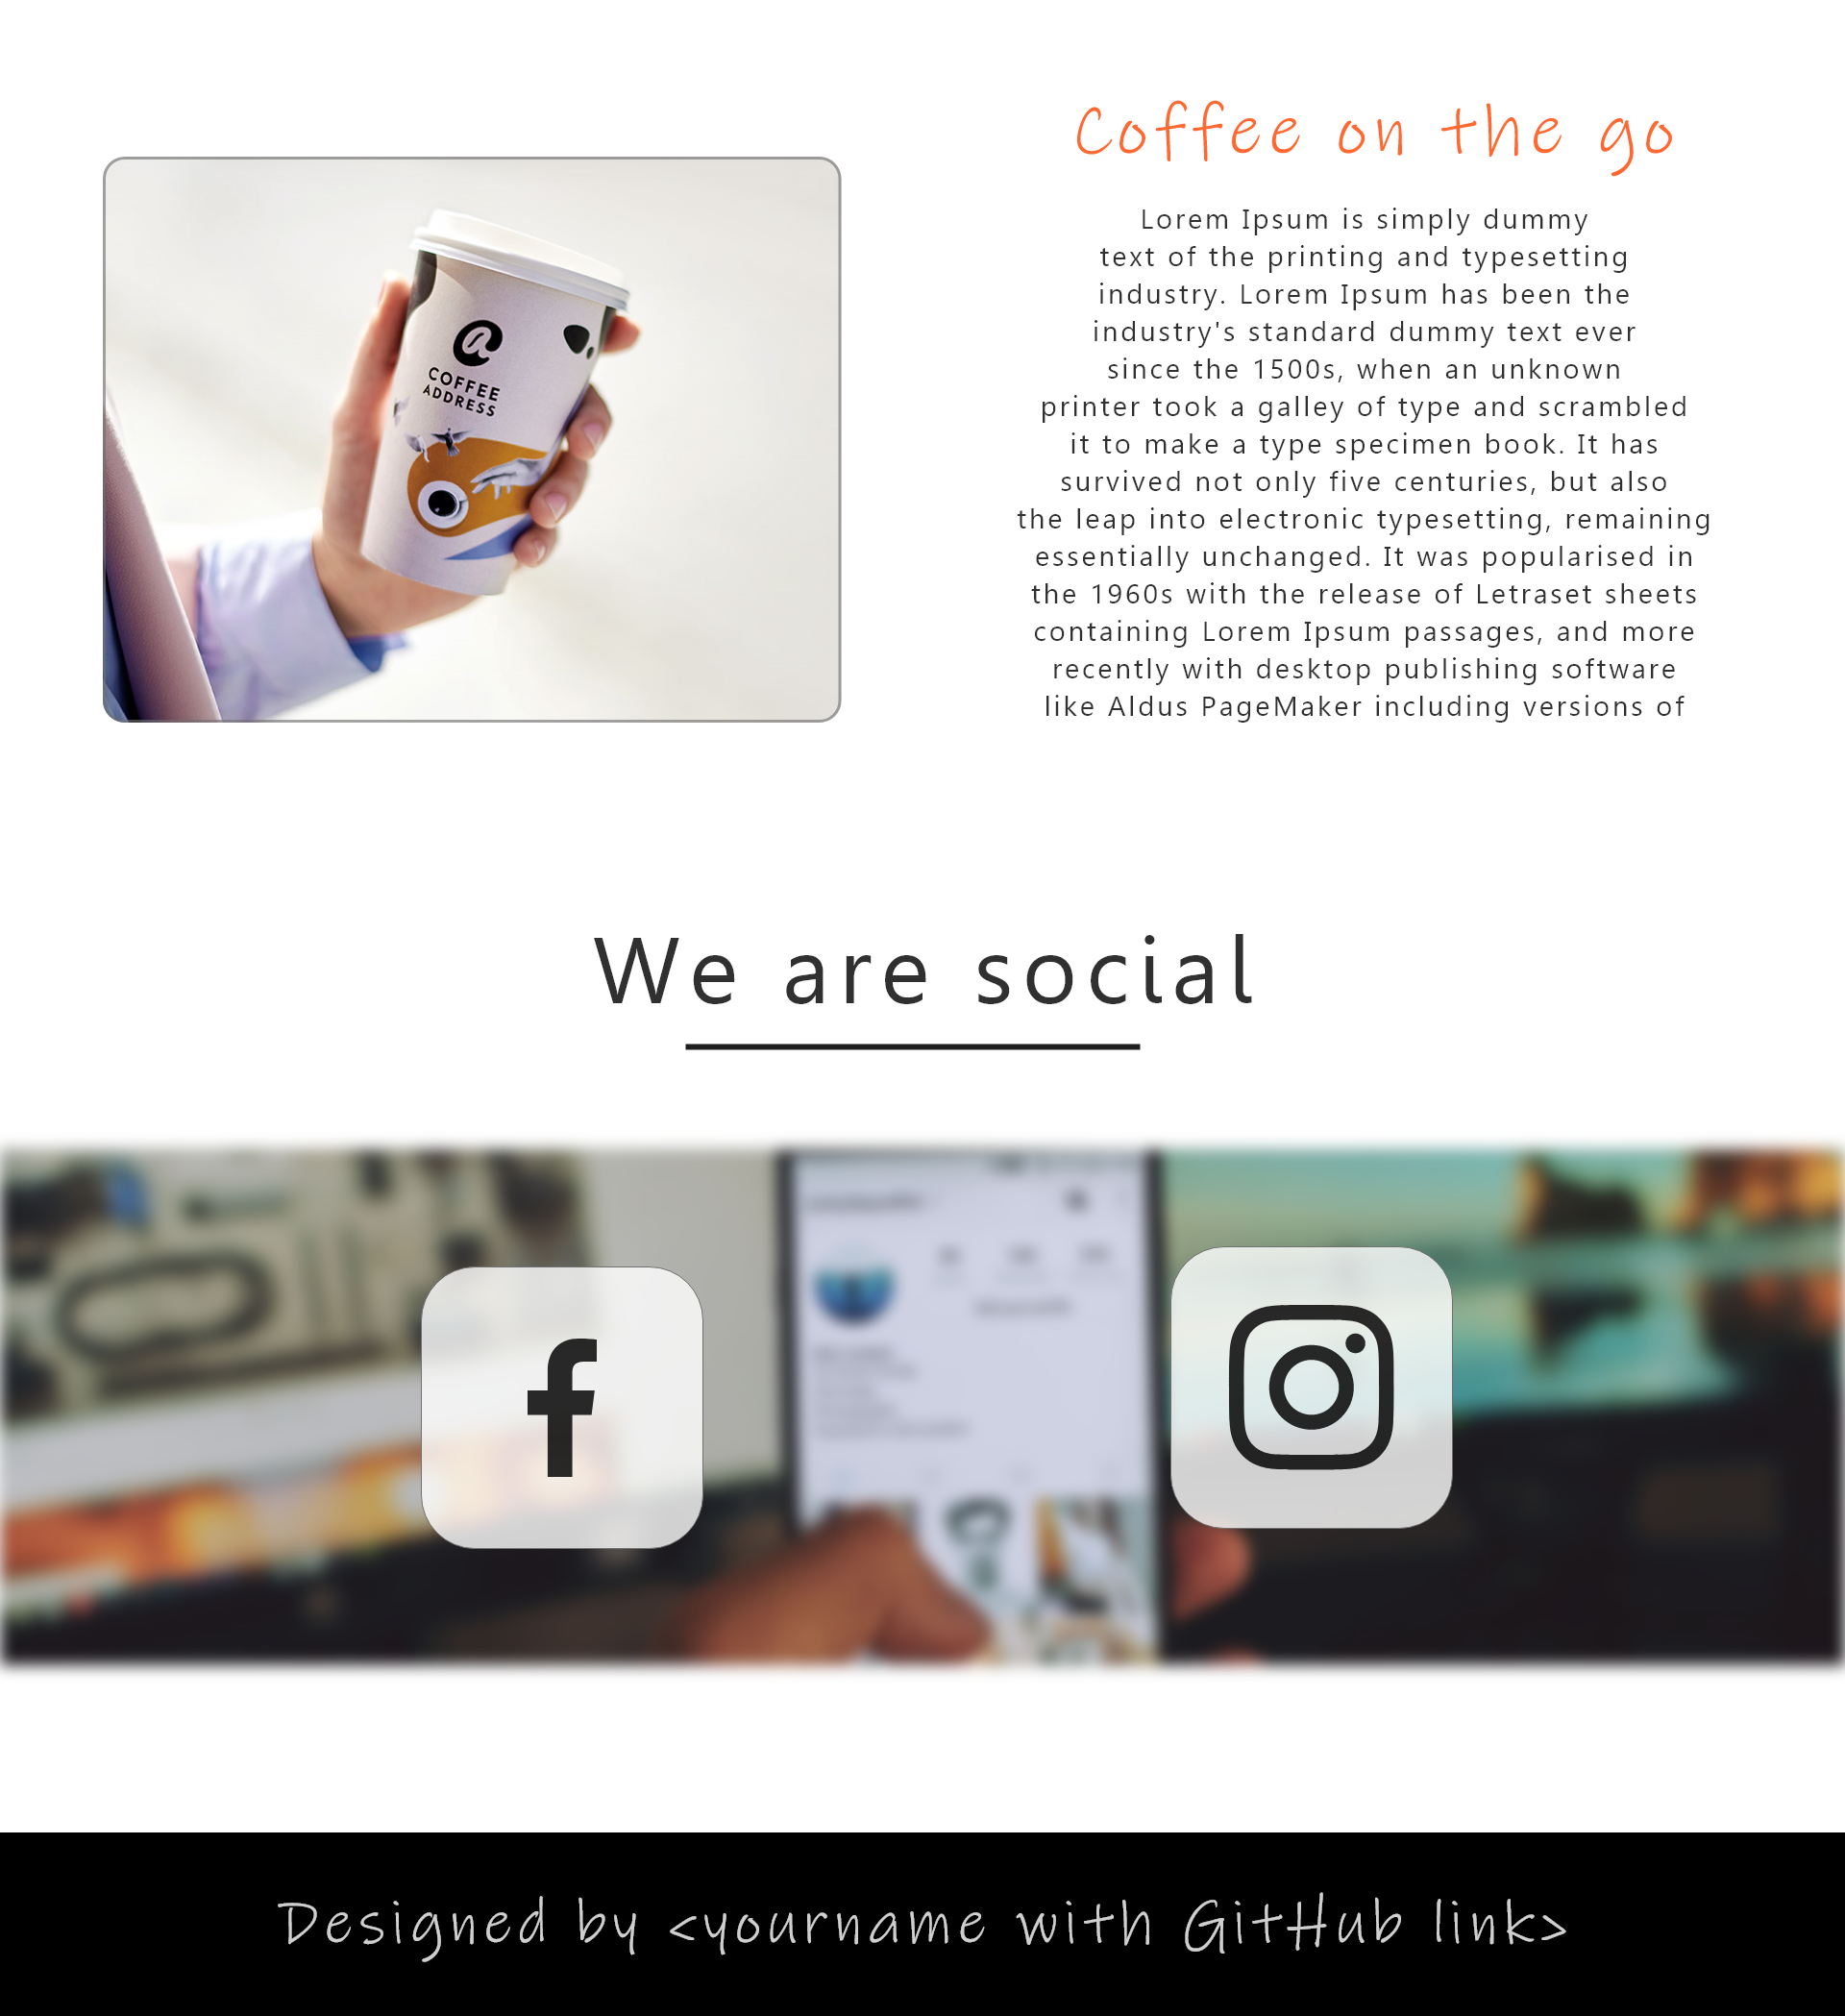 Coffee on the go
COFFEE
ADDRESS
Lorem Ipsum is simply dummy
text of the printing and typesetting
industry. Lorem Ipsum has been the
industry's standard dummy text ever
since the 1500s, when an unknown
printer took a galley of type and scrambled
it to make a type specimen book. It has
survived not only five centuries, but also
the leap into electronic typesetting, remaining
essentially unchanged. It was popularised in
the 1960s with the release of Letraset sheets
containing Lorem Ipsum passages, and more
recently with desktop publishing software
like Aldus PageMaker including versions of
We are social
Designed by <yourname with GitHub link>